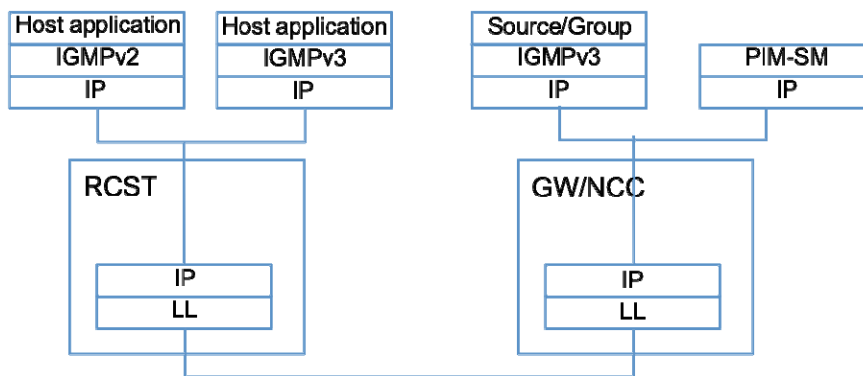 Host application
IGMPv2
IP
Host application
IGMPv3
IP
Source/Group
IGMPv3
IP
PIM-SM
IP
RCST
IP
LL
GW/NCC
IP
LL